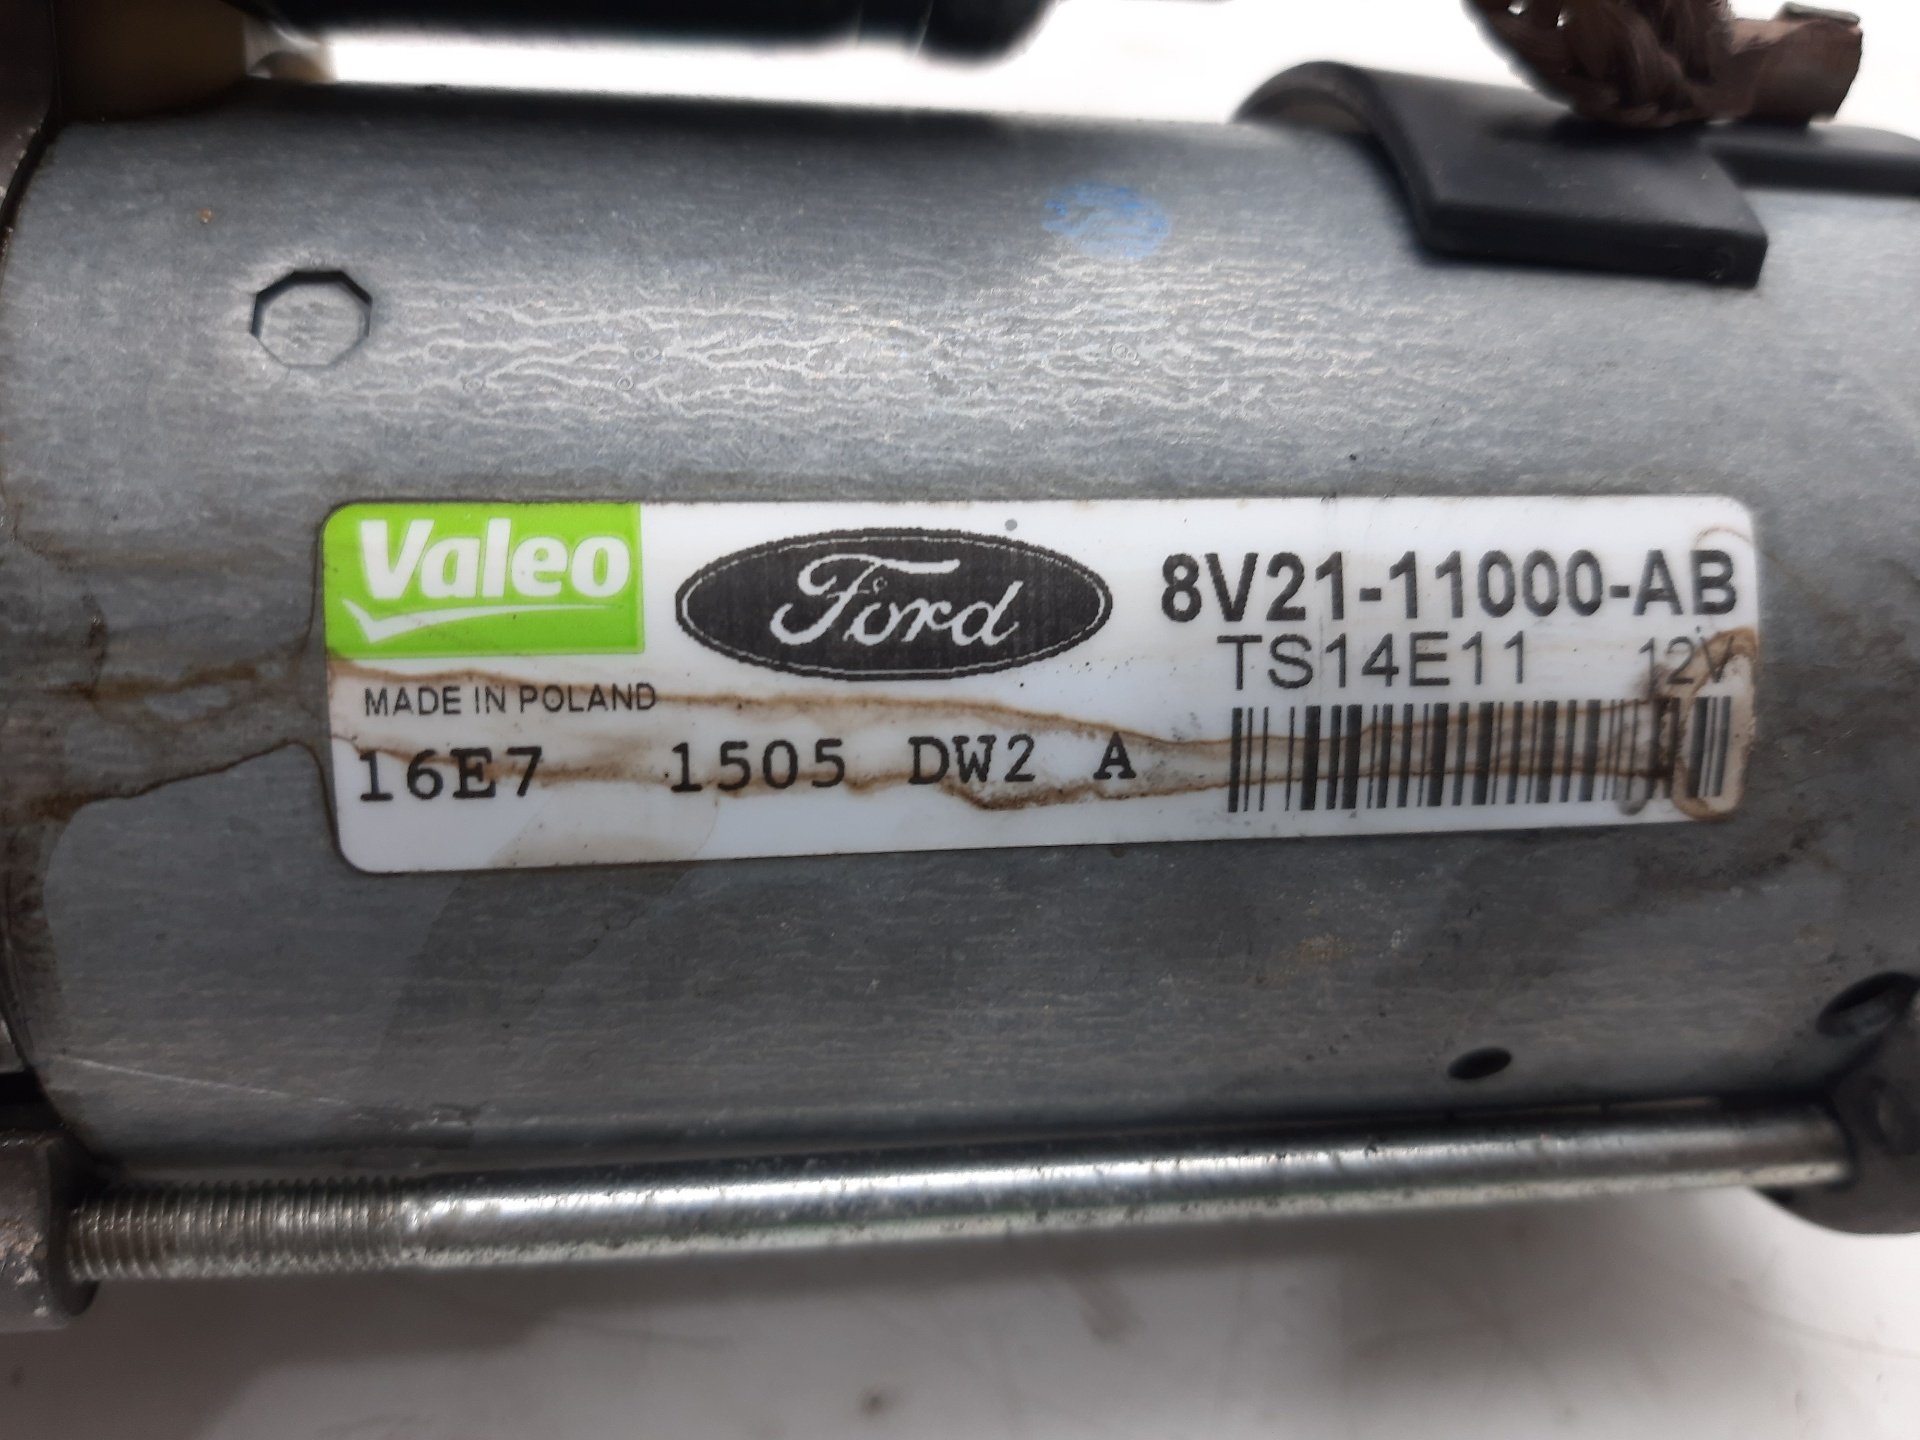 Valeo
Ford
8V21-11000-AB
TS14E11 12V
MADE IN POLAND
16E7 1505 DW2 A